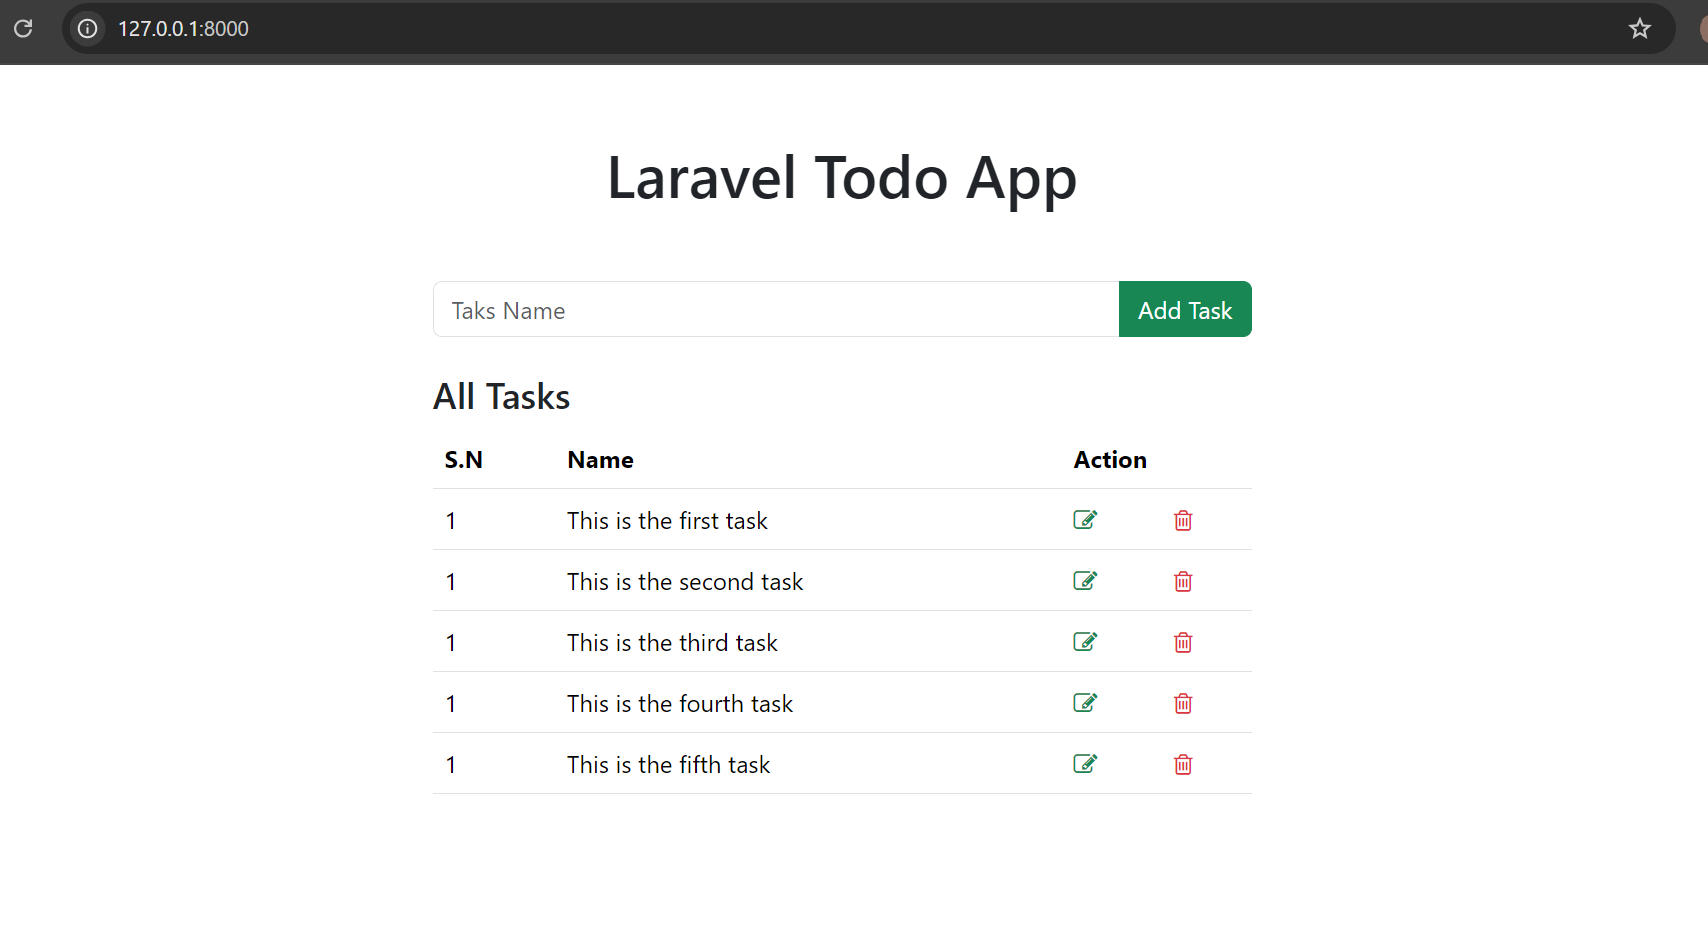 127.0.0.1:8000
Laravel Todo App
Taks Name Add Task
All Tasks
S.N Name Action
1 This is the first task
1 This is the second task
1 This is the third task
1 This is the fourth task
1 This is the fifth task